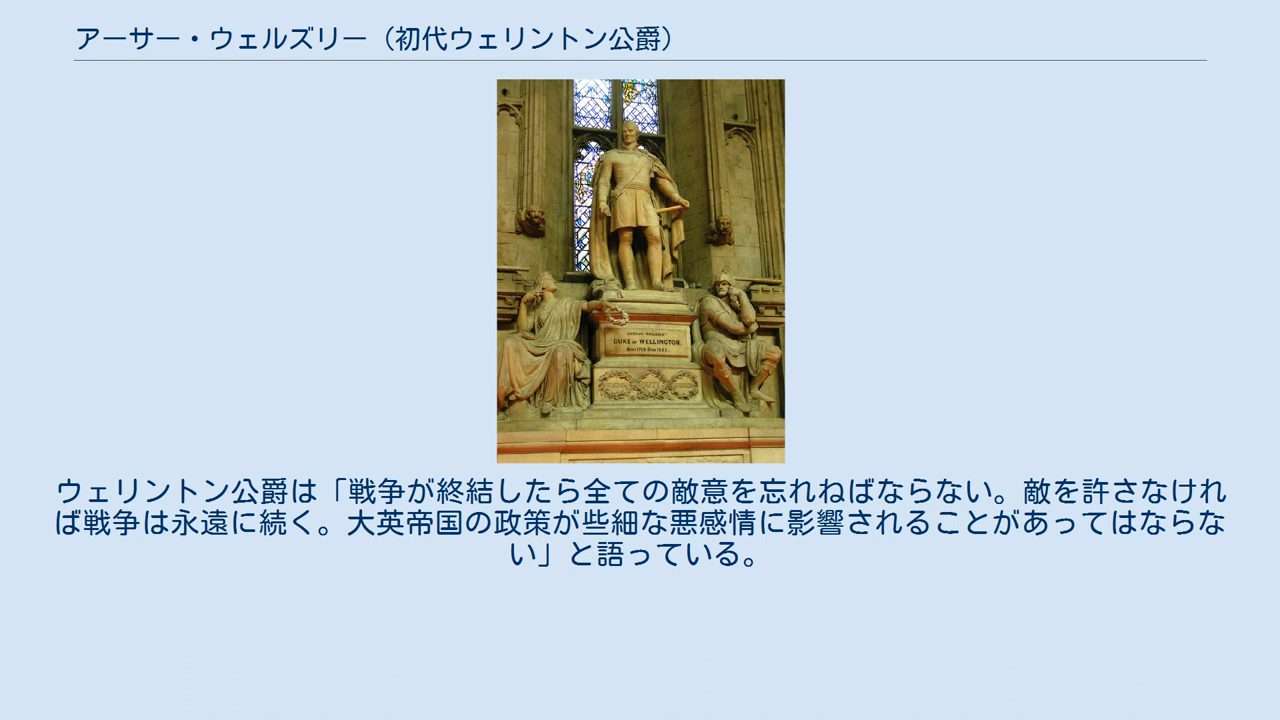 アーサー・ウェルズリー（初代ウェリントン公爵）
DUKE OF WELLINGTON.
ウェリントン公爵は「戦争が終結したら全ての敵意を忘れねばならない。敵を許さなけれ
ば戦争は永遠に続く。大英帝国の政策が些細な悪感情に影響されることがあってはならな
い」と語っている。